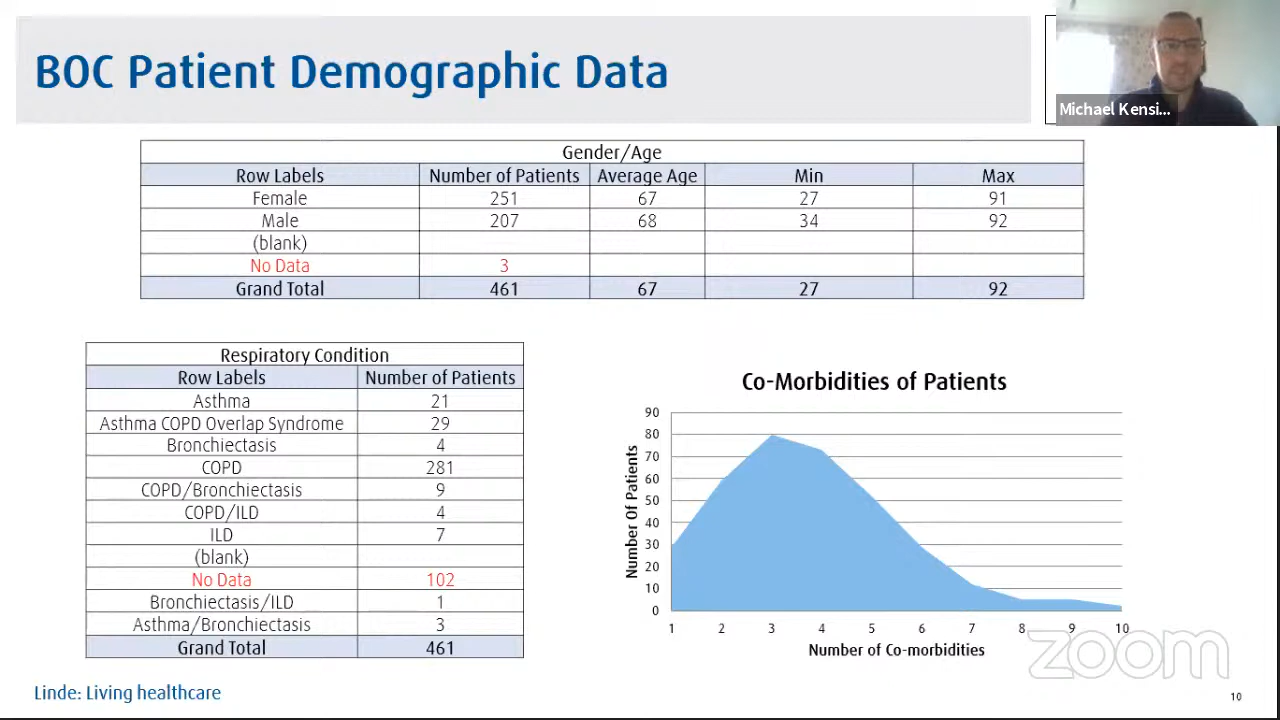 BOC Patient Demographic Data
Michael Kensi...
Gender/Age
Row Labels Number of Patients Average Age Min Max
Female 251 67 27 91
Male 207 68 34 92
(blank)
No Data 3
Grand Total 461 67 27 92
Respiratory Condition
Row Labels Number of Patients
Asthma 21
Asthma COPD Overlap Syndrome 29
Bronchiectasis 4
COPD 281
COPD/Bronchiectasis 9
COPD/ILD 4
ILD 7
(blank)
No Data 102
Bronchiectasis/ILD 1
Asthma/Bronchiectasis 3
Grand Total 461
Co-Morbidities of Patients
Number Of Patients
90
80
70
60
50
40
30
20
10
0
1 2 3 4 5 6 7 8 9 10
Number of Co-morbidities
zoom
Linde: Living healthcare
10